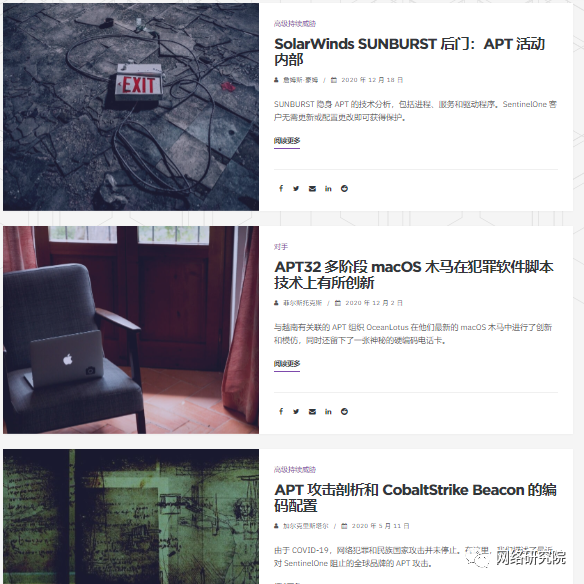 EXIT
高级持续威胁
SolarWinds SUNBURST 后门：APT 活动
内部
詹姆斯·豪姆 / 2020 年 12 月 18 日
SUNBURST 隐身 APT 的技术分析，包括进程、服务和驱动程序。SentinelOne 客
户无需更新或配置更改即可获得保护。
阅读更多
对手
APT32 多阶段 macOS 木马在犯罪软件脚本
技术上有所创新
菲尔斯托克斯 / 2020 年 12 月 2 日
与越南有关联的 APT 组织 OceanLotus 在他们最新的 macOS 木马中进行了创新
和模仿，同时还留下了一张神秘的硬编码电话卡。
阅读更多
高级持续威胁
APT 攻击剖析和 CobaltStrike Beacon 的编
码配置
加尔克里斯塔尔 / 2020 年 5 月 11 日
由于 COVID-19，网络犯罪和民族国家攻击并未停止。
对 SentinelOne 阻止的全球品牌的 APT 攻击。
网络研究院